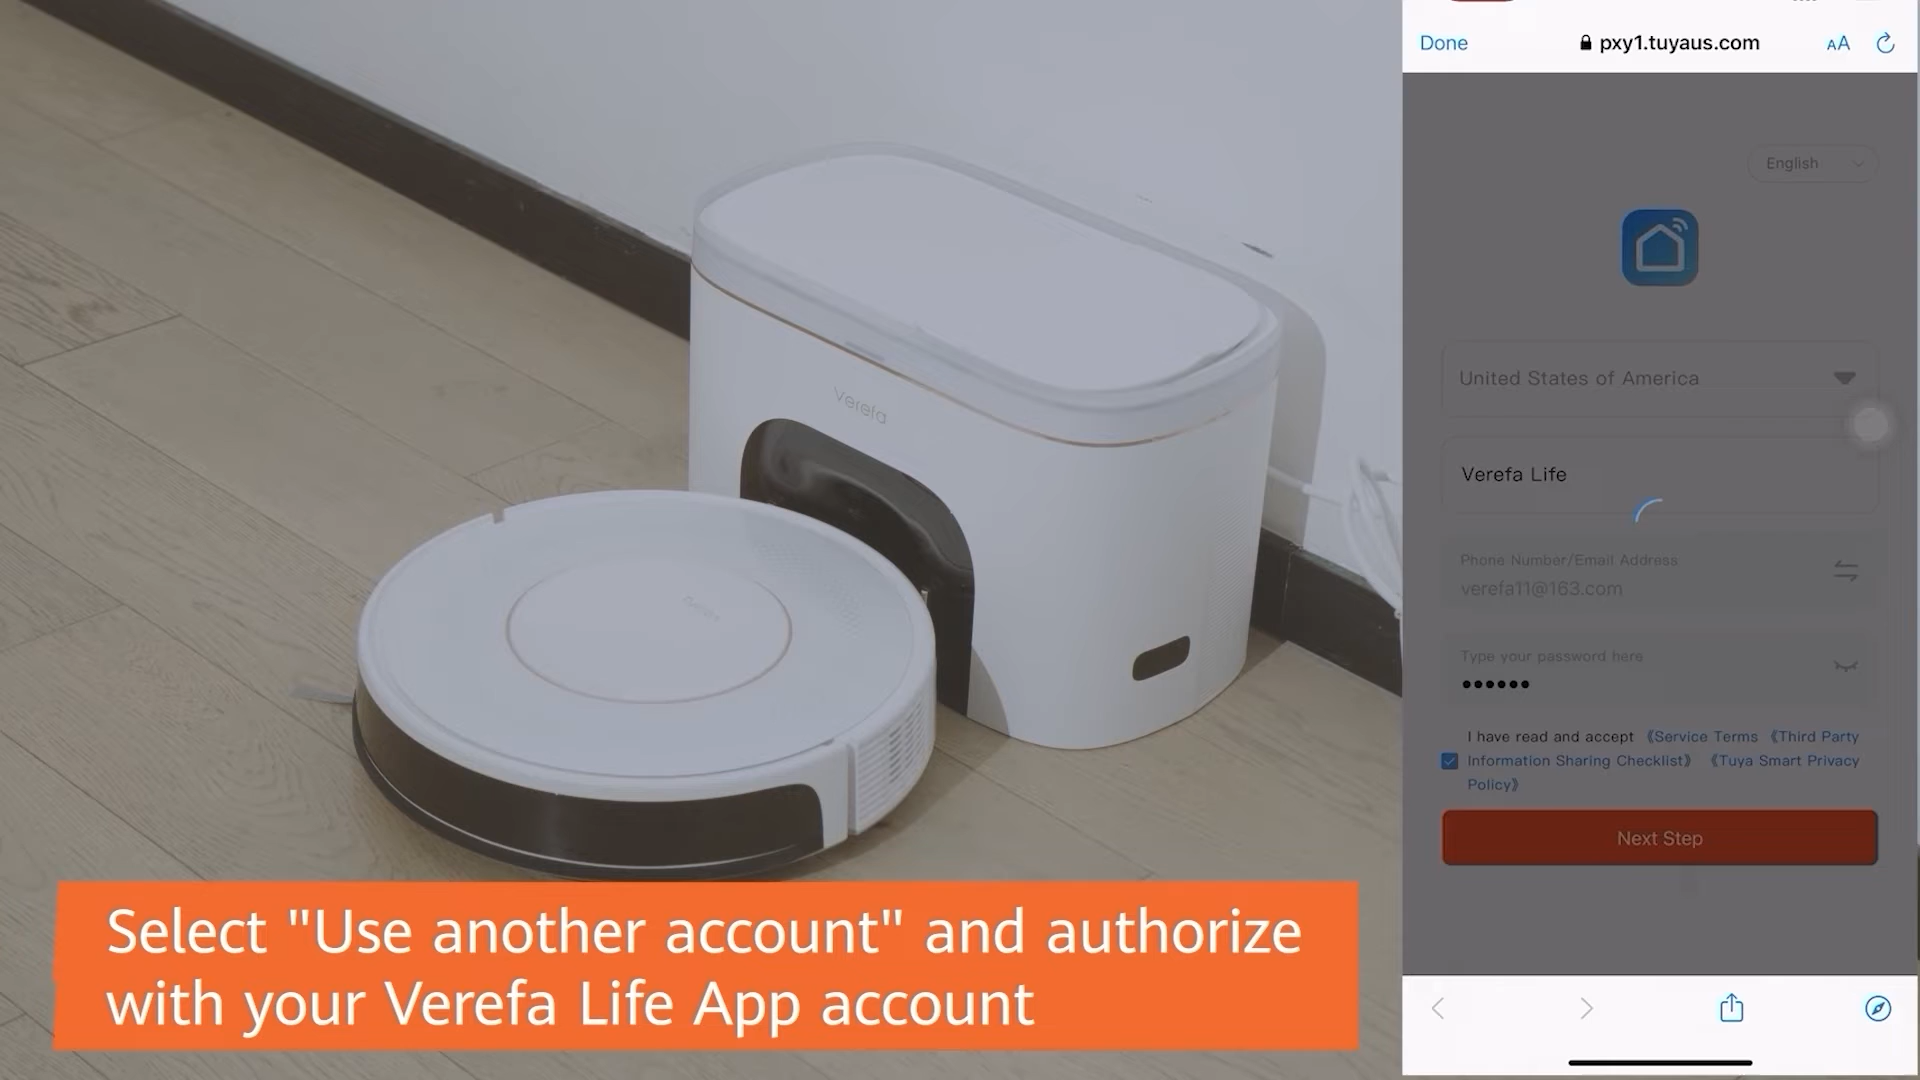 Done
pxy1.tuyaus.com
AA
English
United States of America
Verefa Life
Phone Number/Email Address
verefa11@163.com
Type your password here
I have read and accept 《Service Terms 《Third Party
Information Sharing Checklist》 《Tuya Smart Privacy
Policy》
Next Step
Verefa
Select "Use another account" and authorize
with your Verefa Life App account